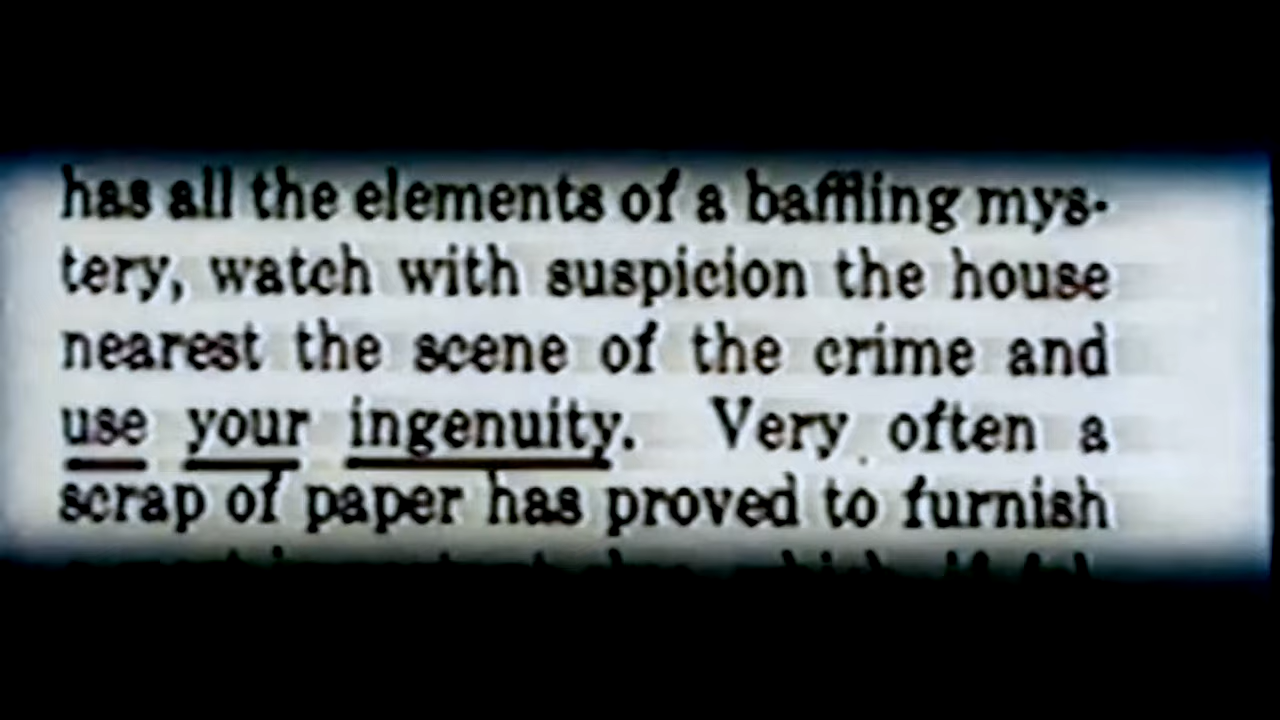 has all the elements of a baffling mys-
tery, watch with suspicion the house
nearest the scene of the crime and
use your ingenuity. Very often a
scrap of paper has proved to furnish